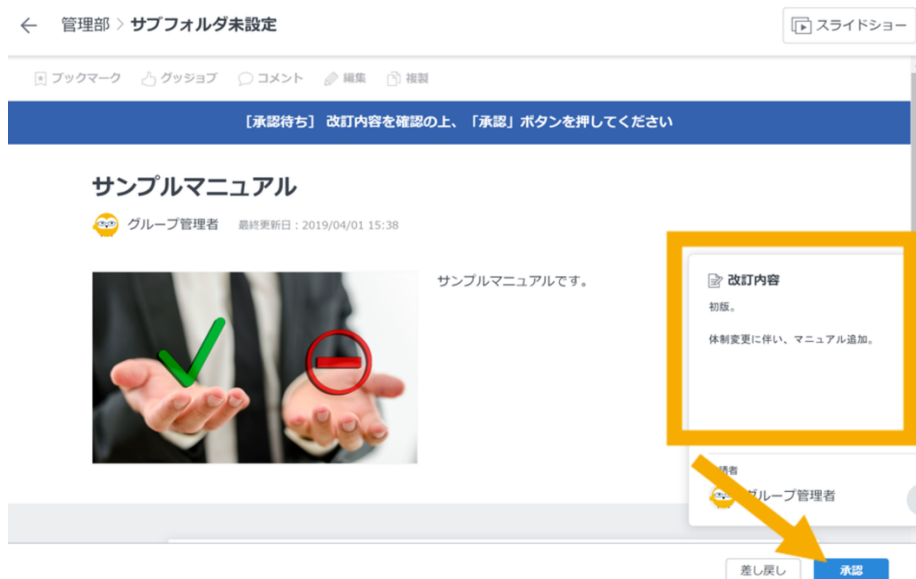 管理部 > サブフォルダ未設定
スライドショー
ブックマーク グッジョブ コメント 編集 複製
[承認待ち] 改訂内容を確認の上、「承認」ボタンを押してください
サンプルマニュアル
グループ管理者 最終更新日：2019/04/01 15:38
サンプルマニュアルです。
改訂内容
初版。
体制変更に伴い、マニュアル追加。
請者
グループ管理者
差し戻し 承認